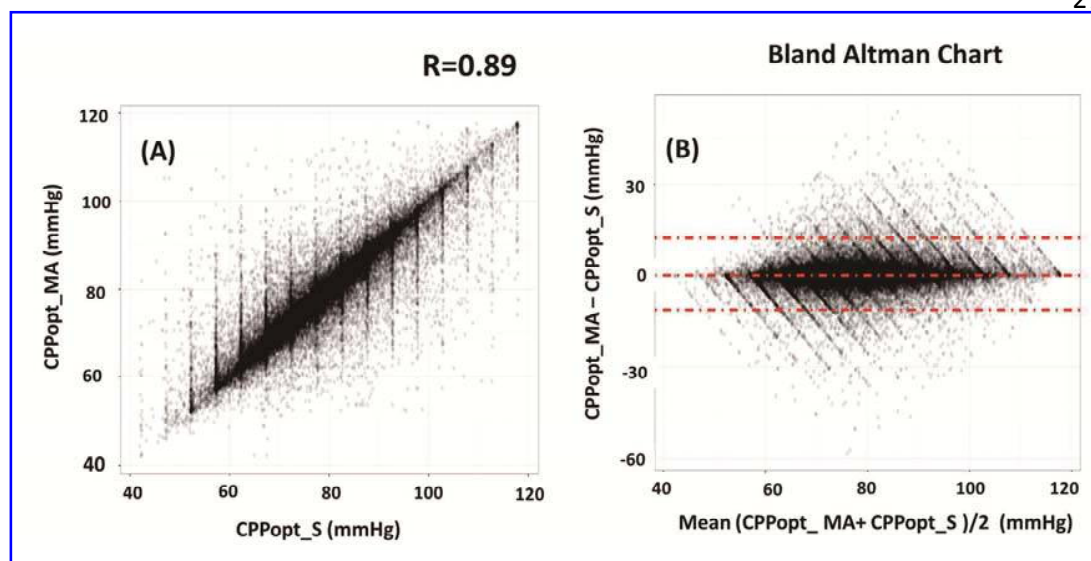 2
R=0.89
Bland Altman Chart
(A)
120
100
80
60
40
CPPopt_MA (mmHg)
40 60 80 100 120
CPPopt_S (mmHg)
(B)
30
0
-30
-60
CPPopt_MA – CPPopt_S (mmHg)
40 60 80 100 120
Mean (CPPopt_ MA+ CPPopt_S )/2 (mmHg)